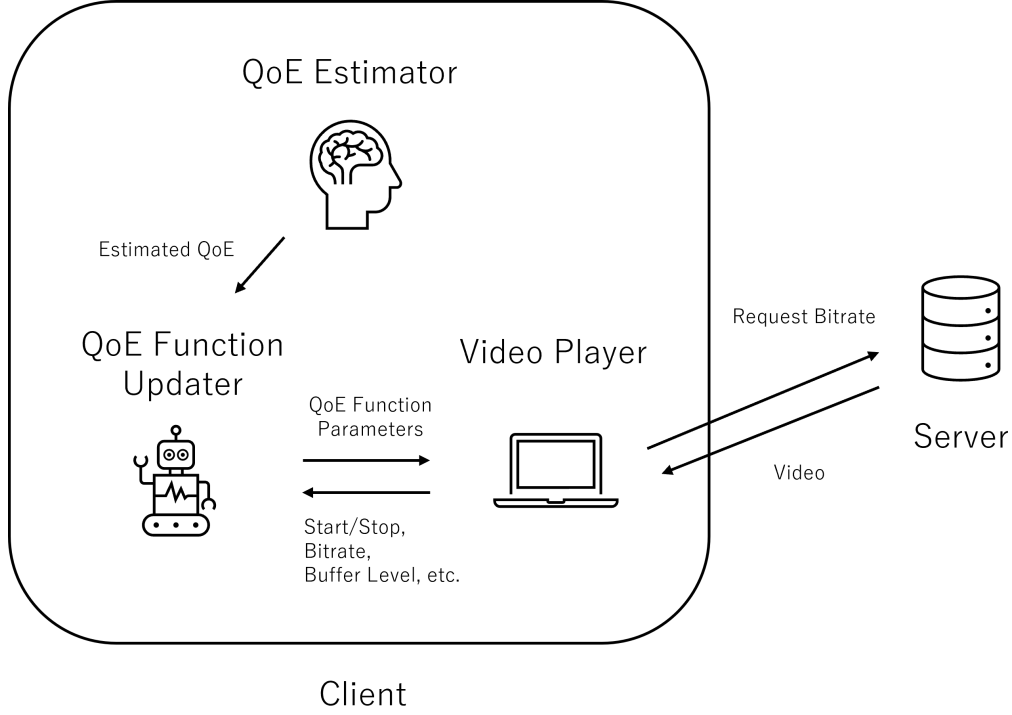 QoE Estimator
Estimated QoE
QoE Function
Updater
QoE Function
Parameters
Start/Stop,
Bitrate,
Buffer Level, etc.
Video Player
Request Bitrate
Video
Server
Client